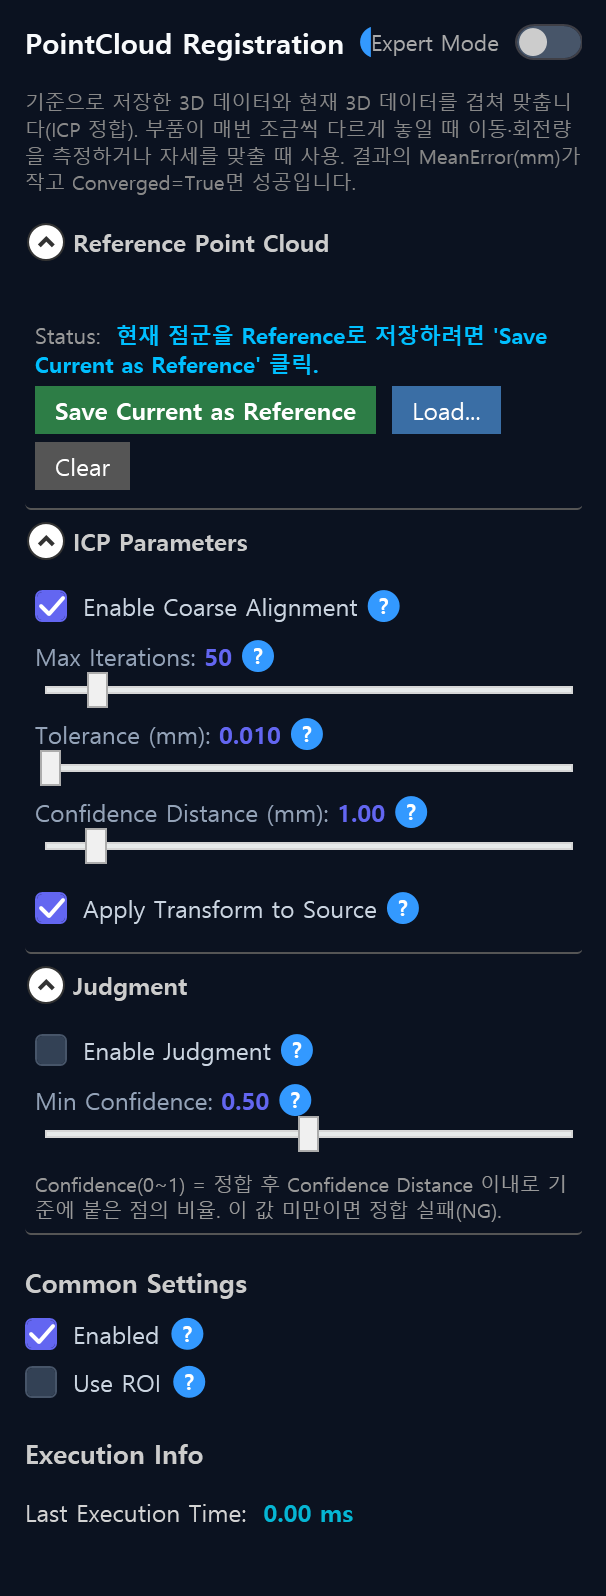 PointCloud Registration Expert Mode
기준으로 저장한 3D 데이터와 현재 3D 데이터를 겹쳐 맞춥니
다(ICP 정합). 부품이 매번 조금씩 다르게 놓일 때 이동·회전량
을 측정하거나 자세를 맞출 때 사용. 결과의 MeanError(mm)가
작고 Converged=True면 성공입니다.
Reference Point Cloud
Status: 현재 점군을 Reference로 저장하려면 'Save
Current as Reference' 클릭.
Save Current as Reference Load...
Clear
ICP Parameters
Enable Coarse Alignment ?
Max Iterations: 50 ?
Tolerance (mm): 0.010 ?
Confidence Distance (mm): 1.00 ?
Apply Transform to Source ?
Judgment
Enable Judgment ?
Min Confidence: 0.50 ?
Confidence(0~1) = 정합 후 Confidence Distance 이내로 기
준에 붙은 점의 비율. 이 값 미만이면 정합 실패(NG).
Common Settings
Enabled ?
Use ROI ?
Execution Info
Last Execution Time: 0.00 ms